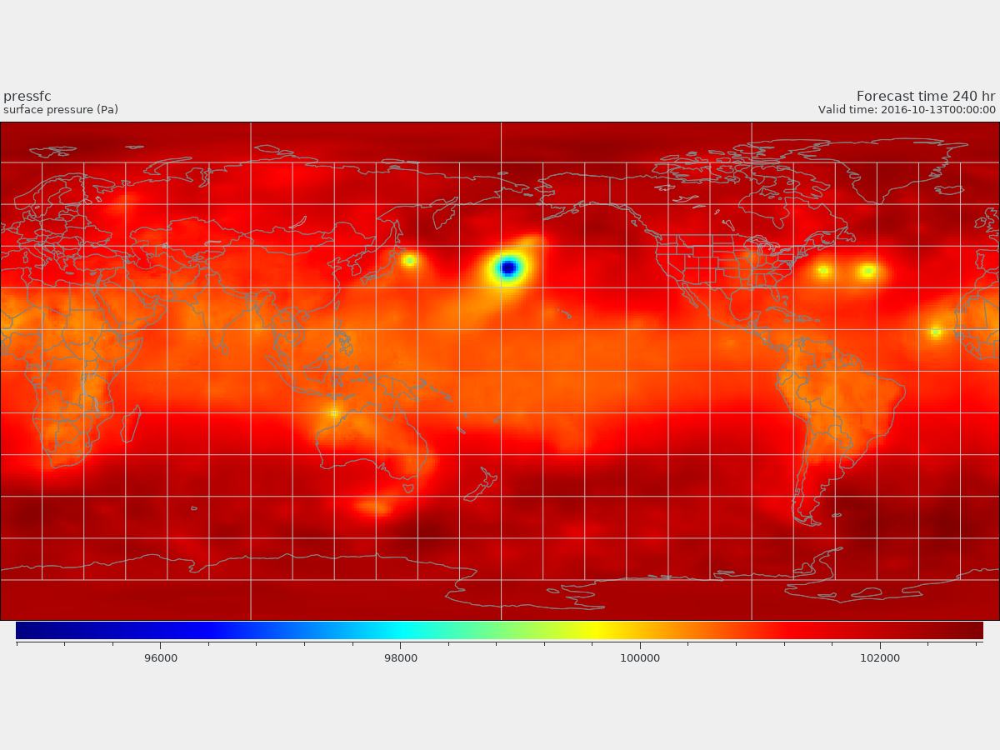 pressfc
surface pressure (Pa)
Forecast time 240 hr
Valid time: 2016-10-13T00:00:00
96000 98000 100000 102000